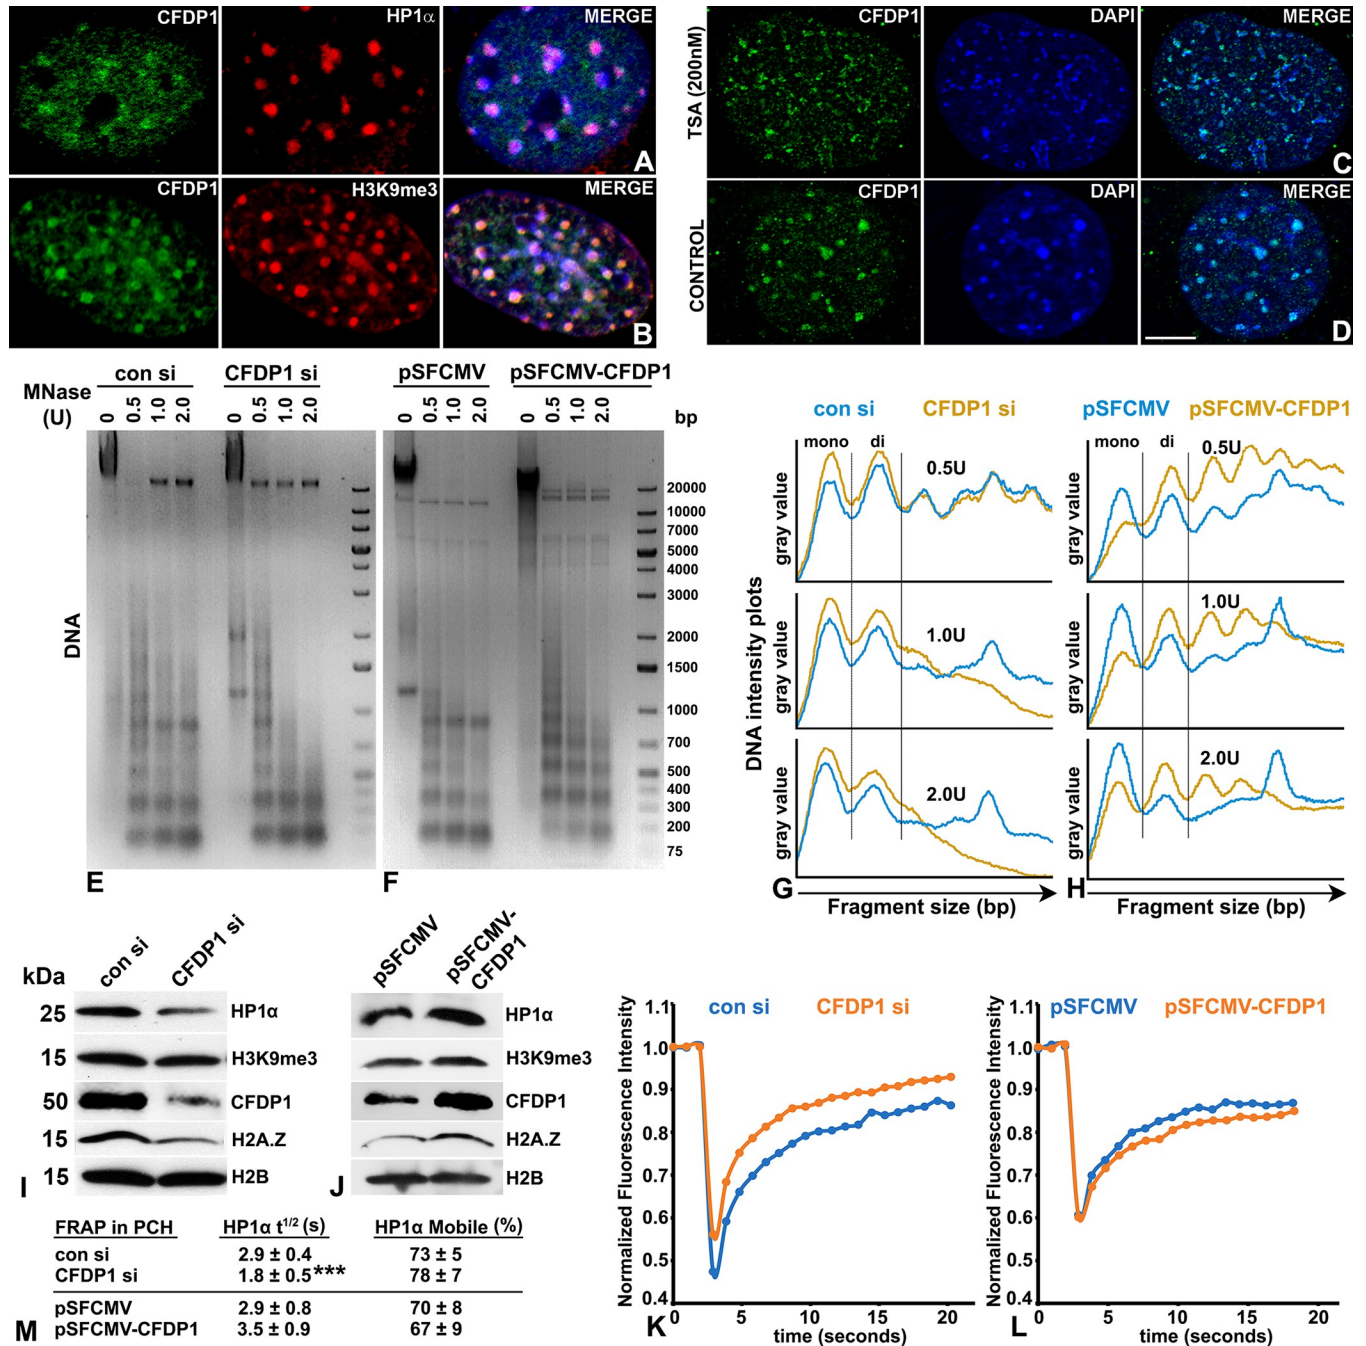 CFDP1 HP1α MERGE
A
CFDP1 H3K9me3 MERGE
B
TSA (200nM)
CFDP1 DAPI MERGE
C
CONTROL
CFDP1 DAPI MERGE
D
con si CFDP1 si
MNase
(U)
0 0.5 1.0 2.0 0 0.5 1.0 2.0
DNA
E
pSFCMV pSFCMV-CFDP1
0 0.5 1.0 2.0 0 0.5 1.0 2.0
bp
20000
10000
7000
5000
4000
3000
2000
1500
1000
700
500
400
300
200
75
F
con si CFDP1 si
mono di
0.5U
gray value
1.0U
gray value
2.0U
gray value
DNA intensity plots
G
Fragment size (bp)
pSFCMV pSFCMV-CFDP1
mono di
0.5U
gray value
1.0U
gray value
2.0U
gray value
H
Fragment size (bp)
con si CFDP1 si
kDa
25 HP1α
15 H3K9me3
50 CFDP1
15 H2A.Z
15 H2B
I
pSFCMV pSFCMV-
CFDP1
HP1α
H3K9me3
CFDP1
H2A.Z
H2B
J
con si CFDP1 si
Normalized Fluorescence Intensity
1.1
1.0
0.9
0.8
0.7
0.6
0.5
0.4
0 5 10 15 20
time (seconds)
K
pSFCMV pSFCMV-CFDP1
Normalized Fluorescence Intensity
1.1
1.0
0.9
0.8
0.7
0.6
0.5
0.4
0 5 10 15 20
time (seconds)
L
FRAP in PCH HP1α t1/2 (s) HP1α Mobile (%)
con si 2.9 ± 0.4 73 ± 5
CFDP1 si 1.8 ± 0.5*** 78 ± 7
pSFCMV 2.9 ± 0.8 70 ± 8
pSFCMV-CFDP1 3.5 ± 0.9 67 ± 9
M